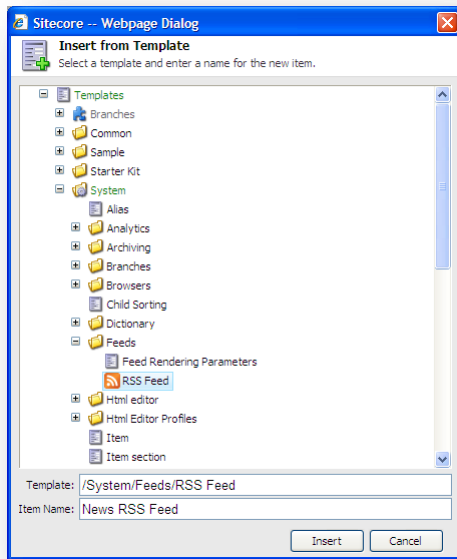 Sitecore -- Webpage Dialog
Insert from Template
Select a template and enter a name for the new item.
Templates
Branches
Common
Sample
Starter Kit
System
Alias
Analytics
Archiving
Branches
Browsers
Child Sorting
Dictionary
Feeds
Feed Rendering Parameters
RSS Feed
Html editor
Html Editor Profiles
Item
Item section
Template: /System/Feeds/RSS Feed
Item Name: News RSS Feed
Insert Cancel